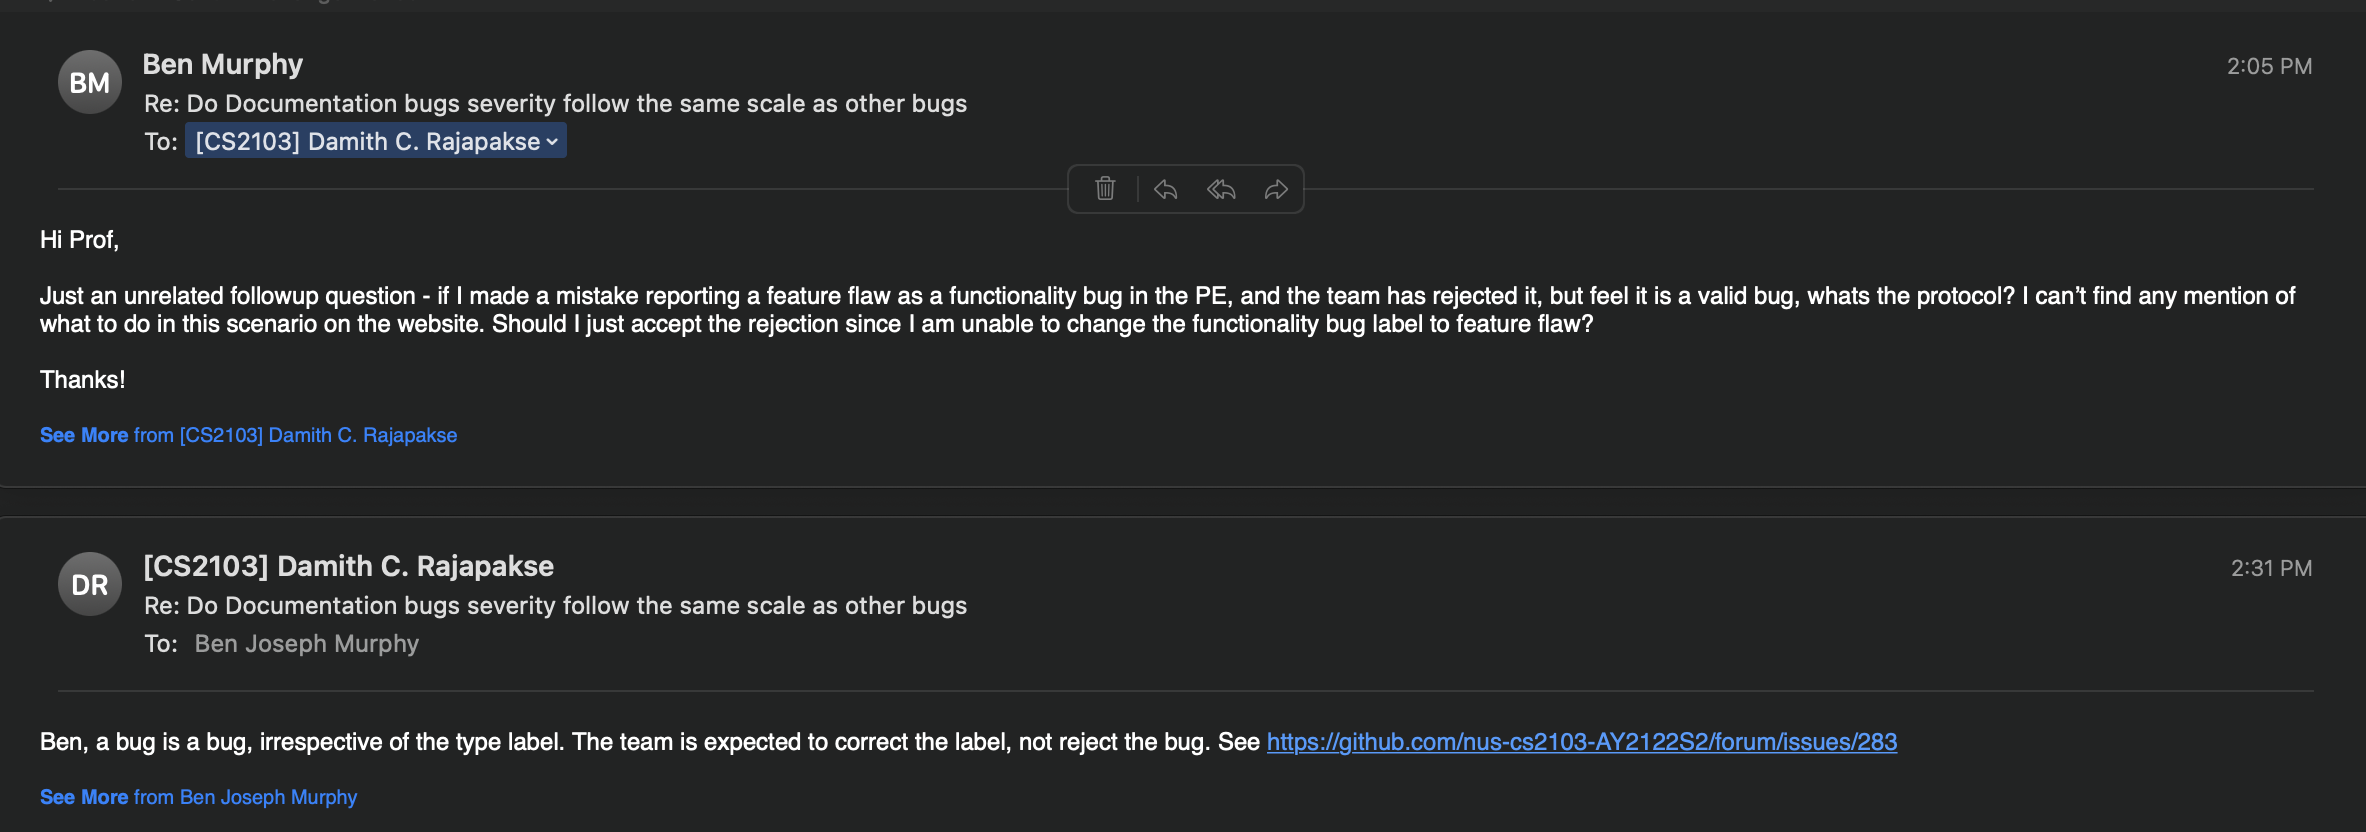 BM
Ben Murphy
2:05 PM
Re: Do Documentation bugs severity follow the same scale as other bugs
To: [CS2103] Damith C. Rajapakse
Hi Prof,
Just an unrelated followup question - if I made a mistake reporting a feature flaw as a functionality bug in the PE, and the team has rejected it, but feel it is a valid bug, whats the protocol? I can’t find any mention of
what to do in this scenario on the website. Should I just accept the rejection since I am unable to change the functionality bug label to feature flaw?
Thanks!
See More from [CS2103] Damith C. Rajapakse
DR
[CS2103] Damith C. Rajapakse
2:31 PM
Re: Do Documentation bugs severity follow the same scale as other bugs
To: Ben Joseph Murphy
Ben, a bug is a bug, irrespective of the type label. The team is expected to correct the label, not reject the bug. See https://github.com/nus-cs2103-AY2122S2/forum/issues/283
See More from Ben Joseph Murphy